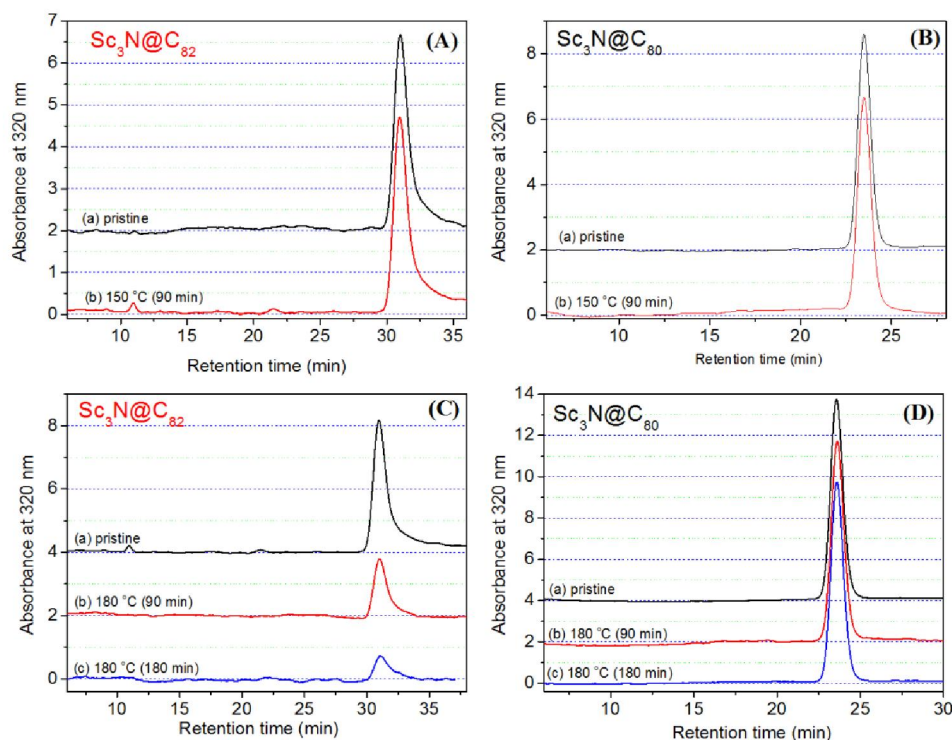 Sc₃N@C₈₂
(A)
7
6
5
4
3
2
1
0
Absorbance at 320 nm
(a) pristine
(b) 150 °C (90 min)
10 15 20 25 30 35
Retention time (min)
Sc₃N@C₈₀
(B)
8
6
4
2
0
Absorbance at 320 nm
(a) pristine
(b) 150 °C (90 min)
10 15 20 25
Retention time (min)
Sc₃N@C₈₂
(C)
8
6
4
2
0
Absorbance at 320 nm
(a) pristine
(b) 180 °C (90 min)
(c) 180 °C (180 min)
10 15 20 25 30 35
Retention time (min)
Sc₃N@C₈₀
(D)
14
12
10
8
6
4
2
0
Absorbance at 320 nm
(a) pristine
(b) 180 °C (90 min)
(c) 180 °C (180 min)
10 15 20 25 30
Retention time (min)